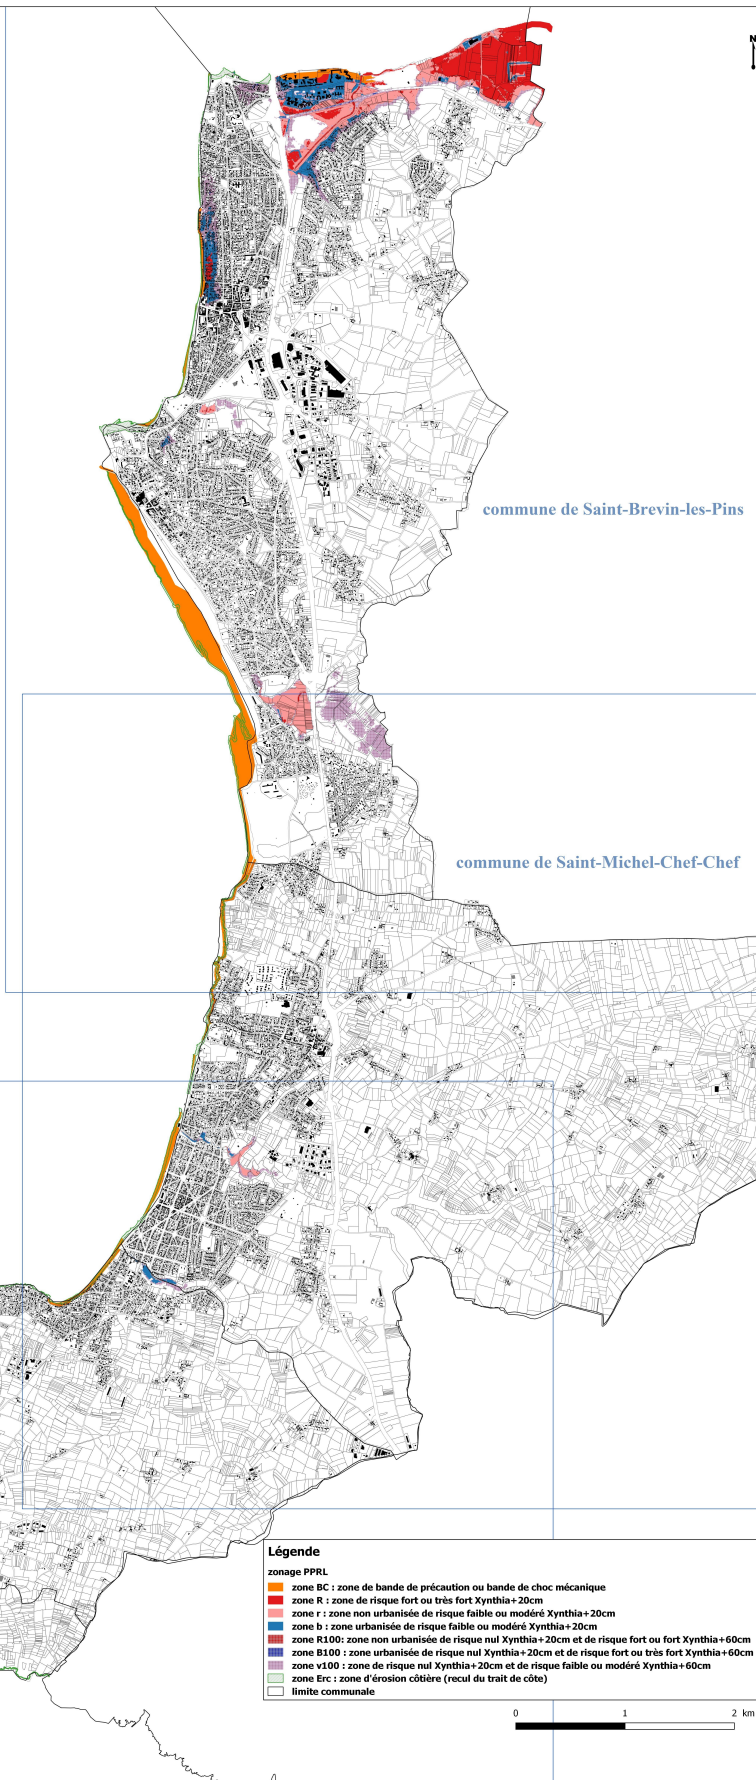 N
commune de Saint-Brevin-les-Pins
commune de Saint-Michel-Chef-Chef
Légende
zonage PPRL
zone BC : zone de bande de précaution ou bande de choc mécanique
zone R : zone de risque fort ou très fort Xynthia+20cm
zone r : zone non urbanisée de risque faible ou modéré Xynthia+20cm
zone b : zone urbanisée de risque faible ou modéré Xynthia+20cm
zone R100: zone non urbanisée de risque nul Xynthia+20cm et de risque fort ou fort Xynthia+60cm
zone B100 : zone urbanisée de risque nul Xynthia+20cm et de risque fort ou très fort Xynthia+60cm
zone v100 : zone de risque nul Xynthia+20cm et de risque faible ou modéré Xynthia+60cm
zone Erc : zone d'érosion côtière (recul du trait de côte)
limite communale
0 1 2 km